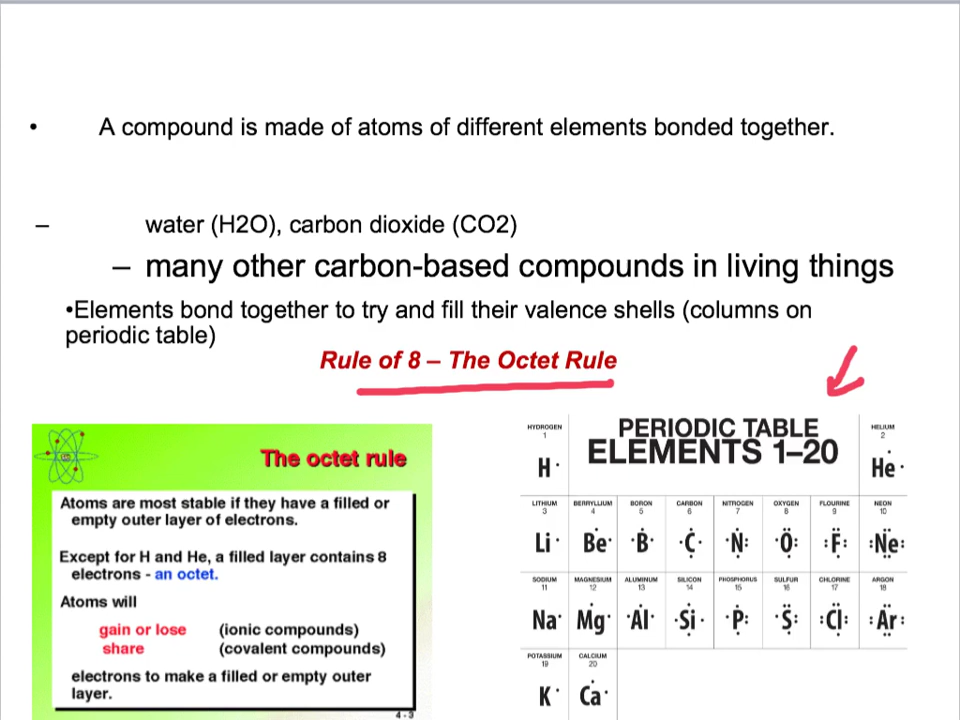 • A compound is made of atoms of different elements bonded together.
– water (H2O), carbon dioxide (CO2)
– many other carbon-based compounds in living things
•Elements bond together to try and fill their valence shells (columns on
periodic table)
Rule of 8 – The Octet Rule
The octet rule
Atoms are most stable if they have a filled or
empty outer layer of electrons.
Except for H and He, a filled layer contains 8
electrons - an octet.
Atoms will
gain or lose (ionic compounds)
share (covalent compounds)
electrons to make a filled or empty outer
layer.
4 - 3
PERIODIC TABLE
ELEMENTS 1–20
HYDROGEN HELIUM
1 2
H He
LITHIUM BERRYLLIUM BORON CARBON NITROGEN OXYGEN FLOURINE NEON
3 4 5 6 7 8 9 10
Li Be B C N O F Ne
SODIUM MAGNESIUM ALUMINUM SILICON PHOSPHORUS SULFUR CHLORINE ARGON
11 12 13 14 15 16 17 18
Na Mg Al Si P S Cl Ar
POTASSIUM CALCIUM
19 20
K Ca